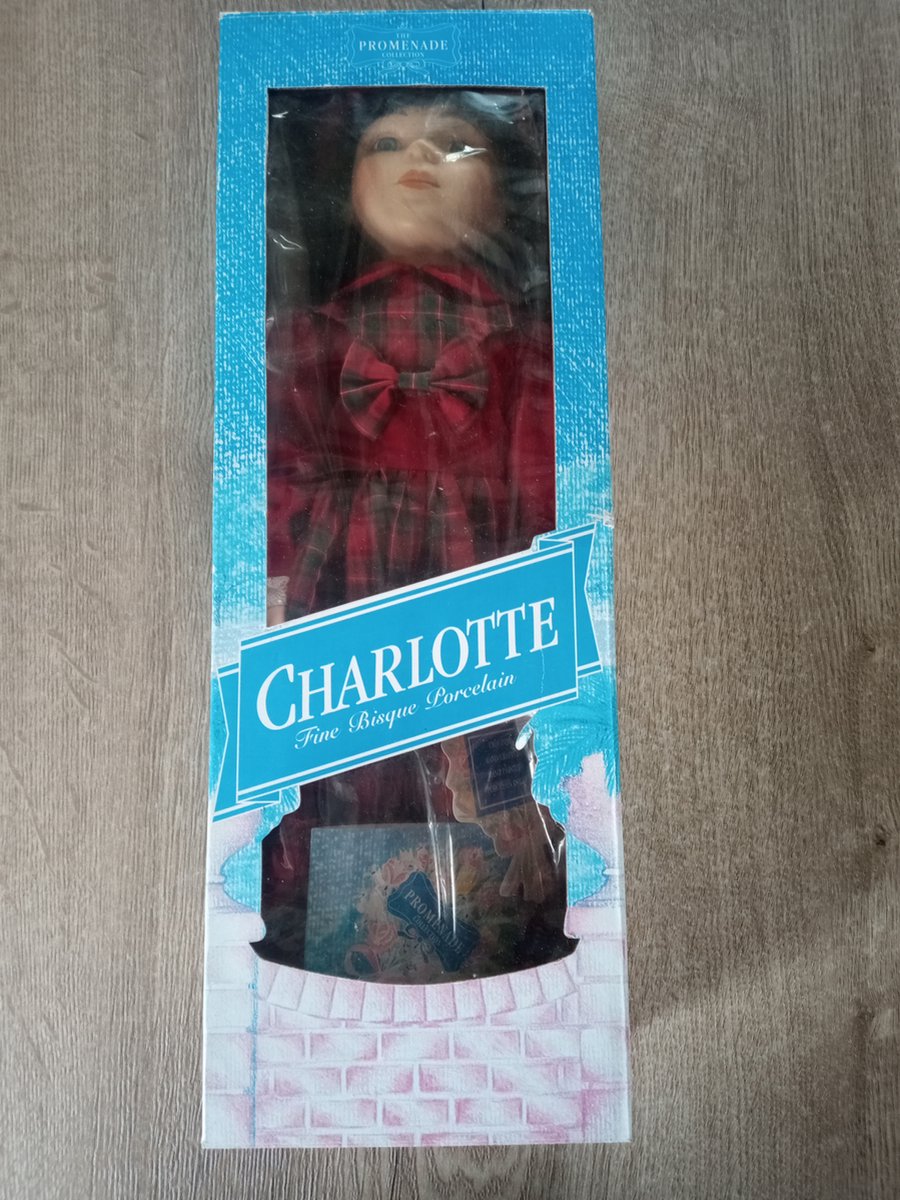 THE
PROMENADE
COLLECTION
CHARLOTTE
Fine Bisque Porcelain
PROMENADE